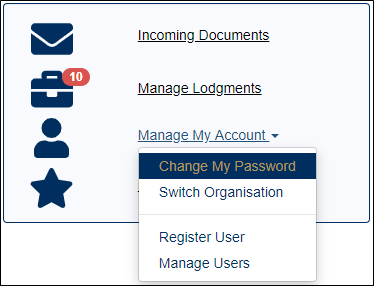 Incoming Documents
10
Manage Lodgments
Manage My Account
Change My Password
Switch Organisation
Register User
Manage Users